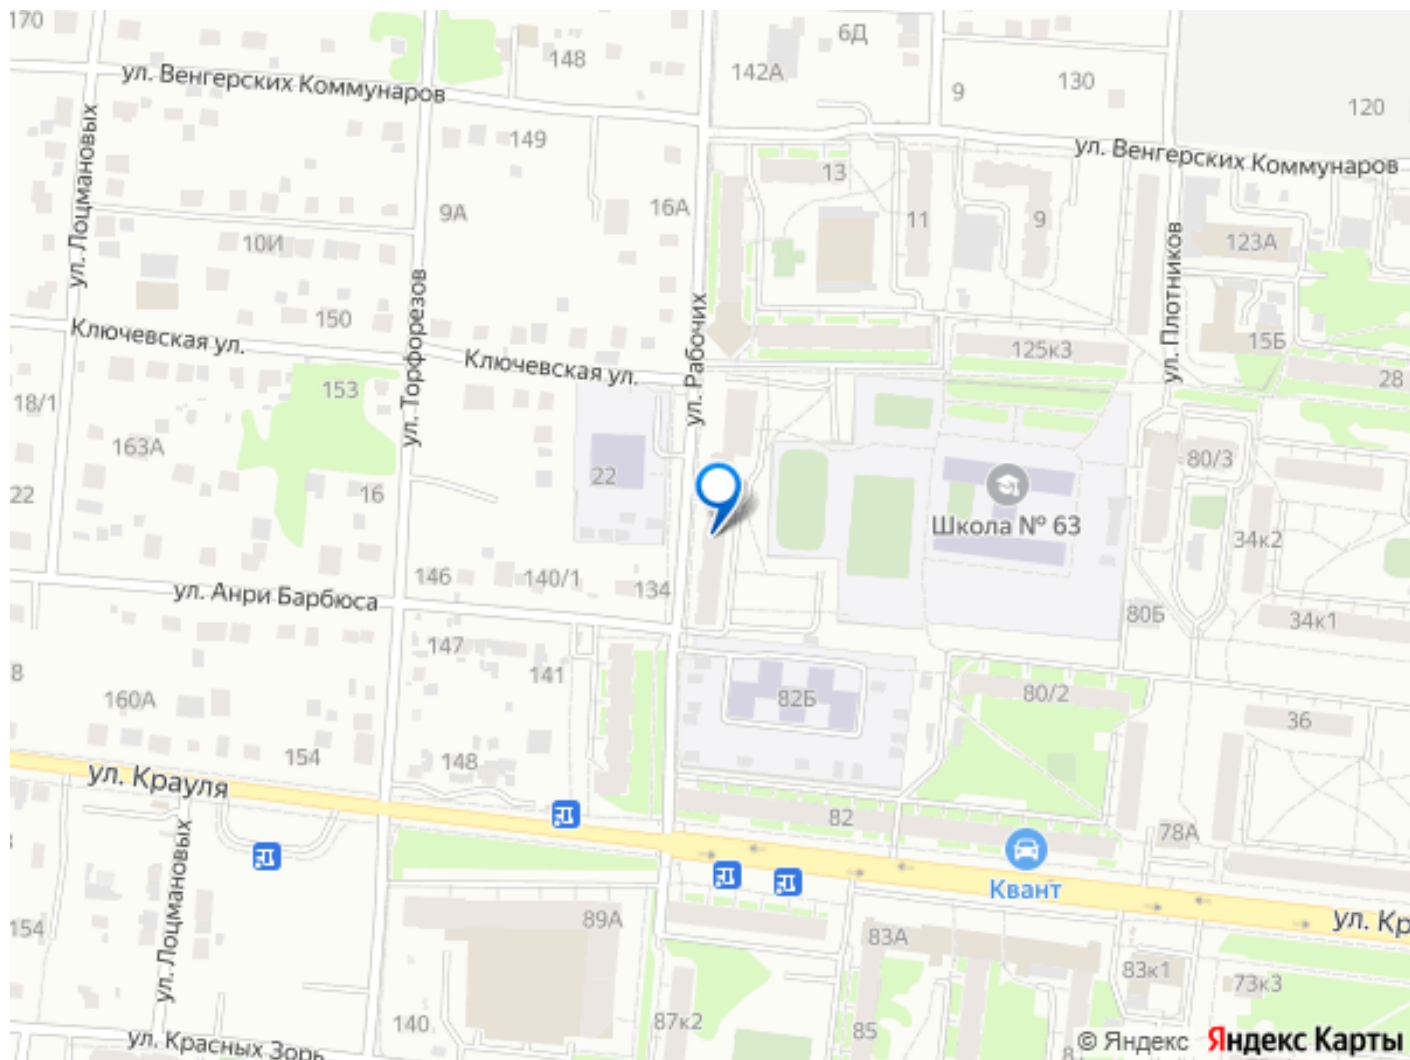 170
6Д
148
142А
130
9
120
ул. Венгерских Коммунаров
ул. Лоцмановых
149
ул. Венгерских Коммунаров
13
16А
9А
11
9
10И
123А
ул. Плотников
ул. Торфорезов
ул. Рабочих
150
Ключевская ул.
15Б
125к3
Ключевская ул.
28
153
18/1
163А
80/3
22
22
16
Школа № 63
34к2
146
140/1
134
ул. Анри Барбюса
80Б
34к1
147
141
8
82Б
80/2
160А
36
154
148
ул. Крауля
82
78А
Квант
ул. Лоцмановых
89А
ул. Кр
154
83А
83к1
73к3
140
87к2
85
ул. Красных Зорь
81
© Яндекс Яндекс Карты